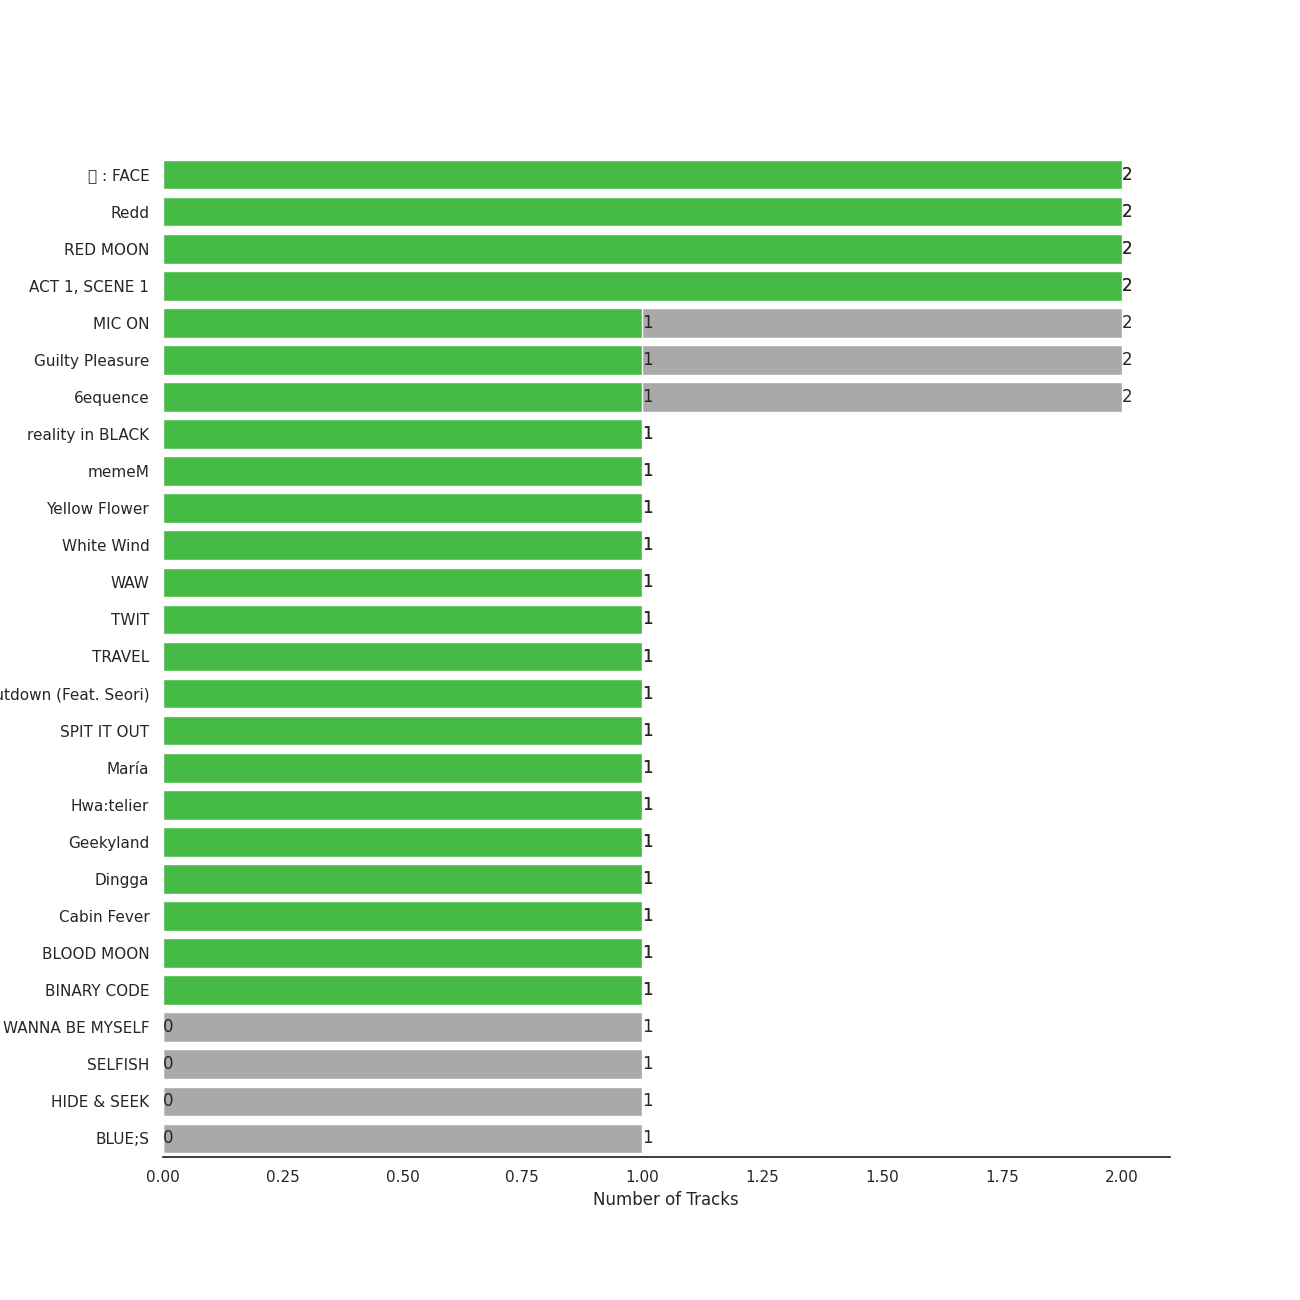 : FACE 2
Redd 2
RED MOON 2
ACT 1, SCENE 1 2
MIC ON 1 2
Guilty Pleasure 1 2
6equence 1 2
reality in BLACK 1
memeM 1
Yellow Flower 1
White Wind 1
WAW 1
TWIT 1
TRAVEL 1
utdown (Feat. Seori) 1
SPIT IT OUT 1
María 1
Hwa:telier 1
Geekyland 1
Dingga 1
Cabin Fever 1
BLOOD MOON 1
BINARY CODE 1
WANNA BE MYSELF 0 1
SELFISH 0 1
HIDE & SEEK 0 1
BLUE;S 0 1
0.00 0.25 0.50 0.75 1.00 1.25 1.50 1.75 2.00
Number of Tracks